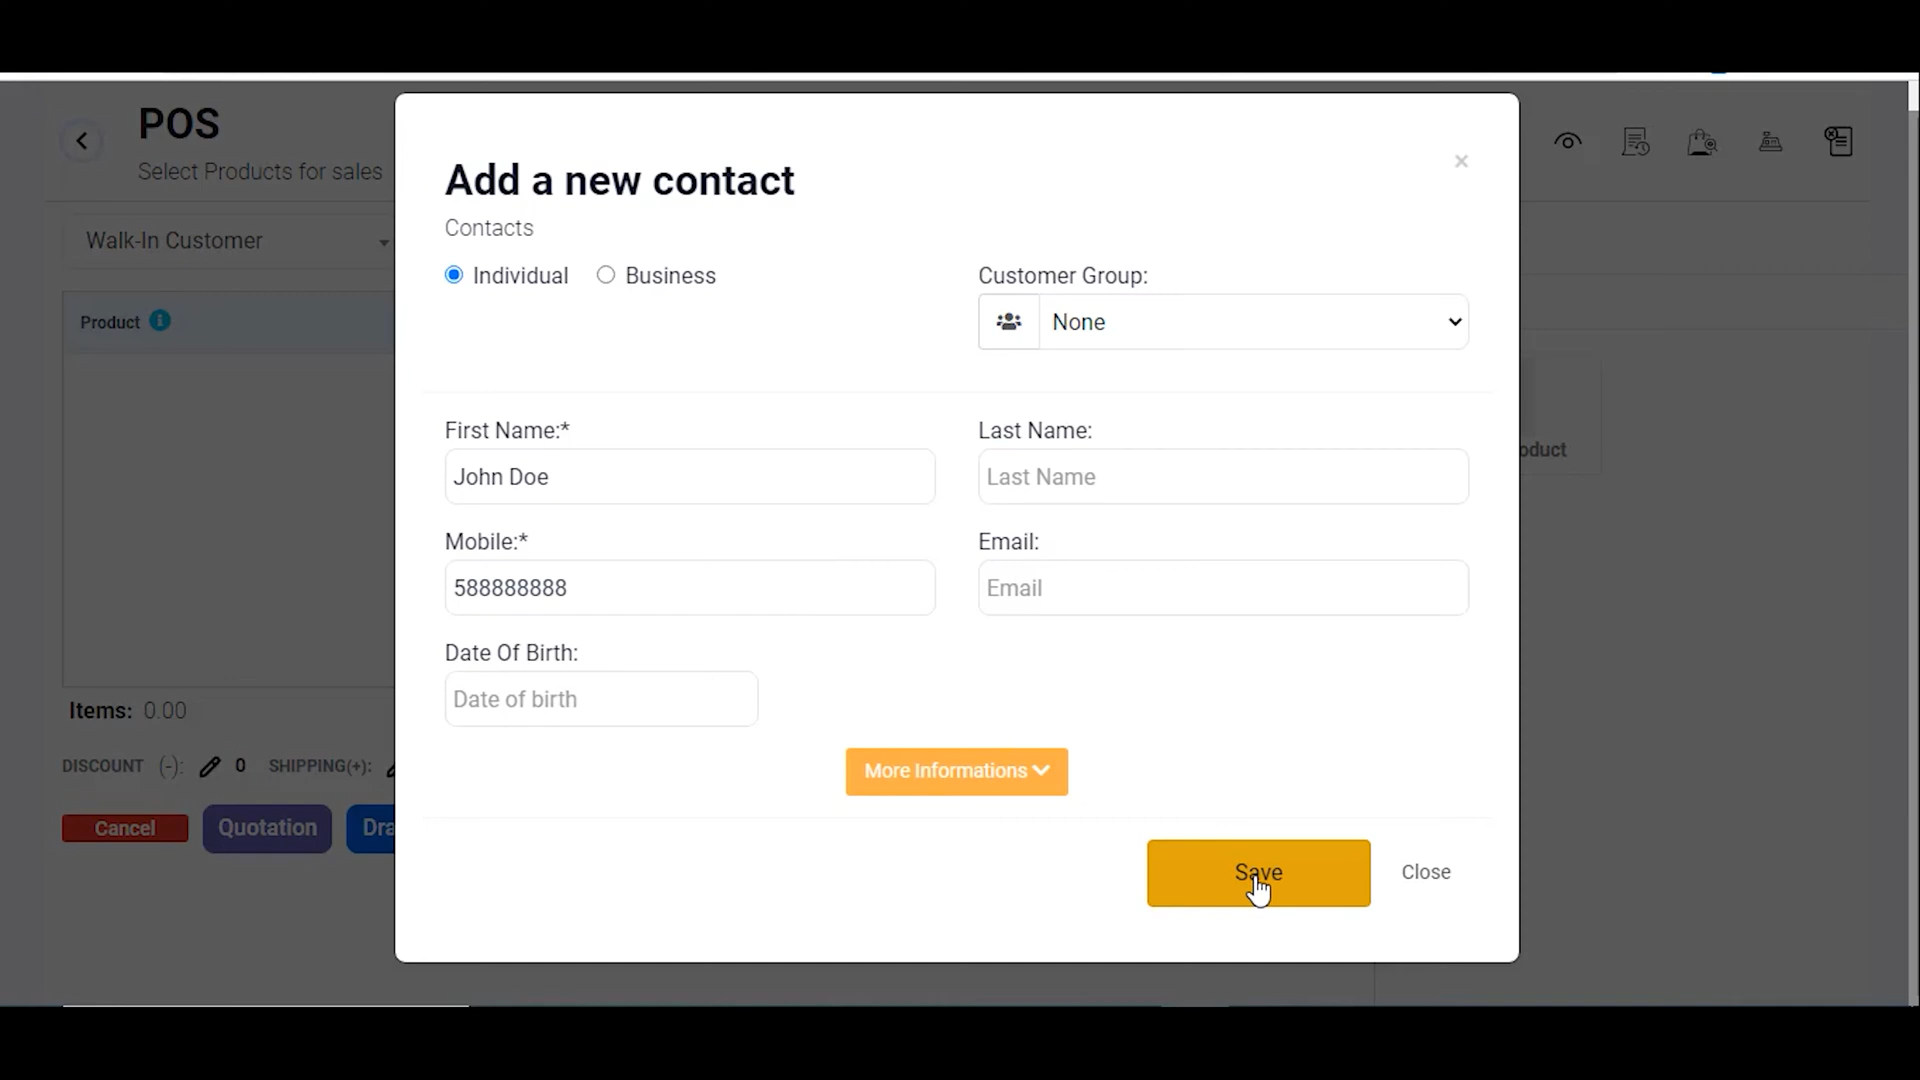 POS
Select Products for sales
Walk-In Customer
Product
Items: 0.00
DISCOUNT (-): 0 SHIPPING(+):
Cancel Quotation Dra
Add a new contact
×
Contacts
Individual Business
Customer Group:
None
First Name:* Last Name:
John Doe Last Name
Mobile:* Email:
588888888 Email
Date Of Birth:
Date of birth
More Informations
Save Close
oduct